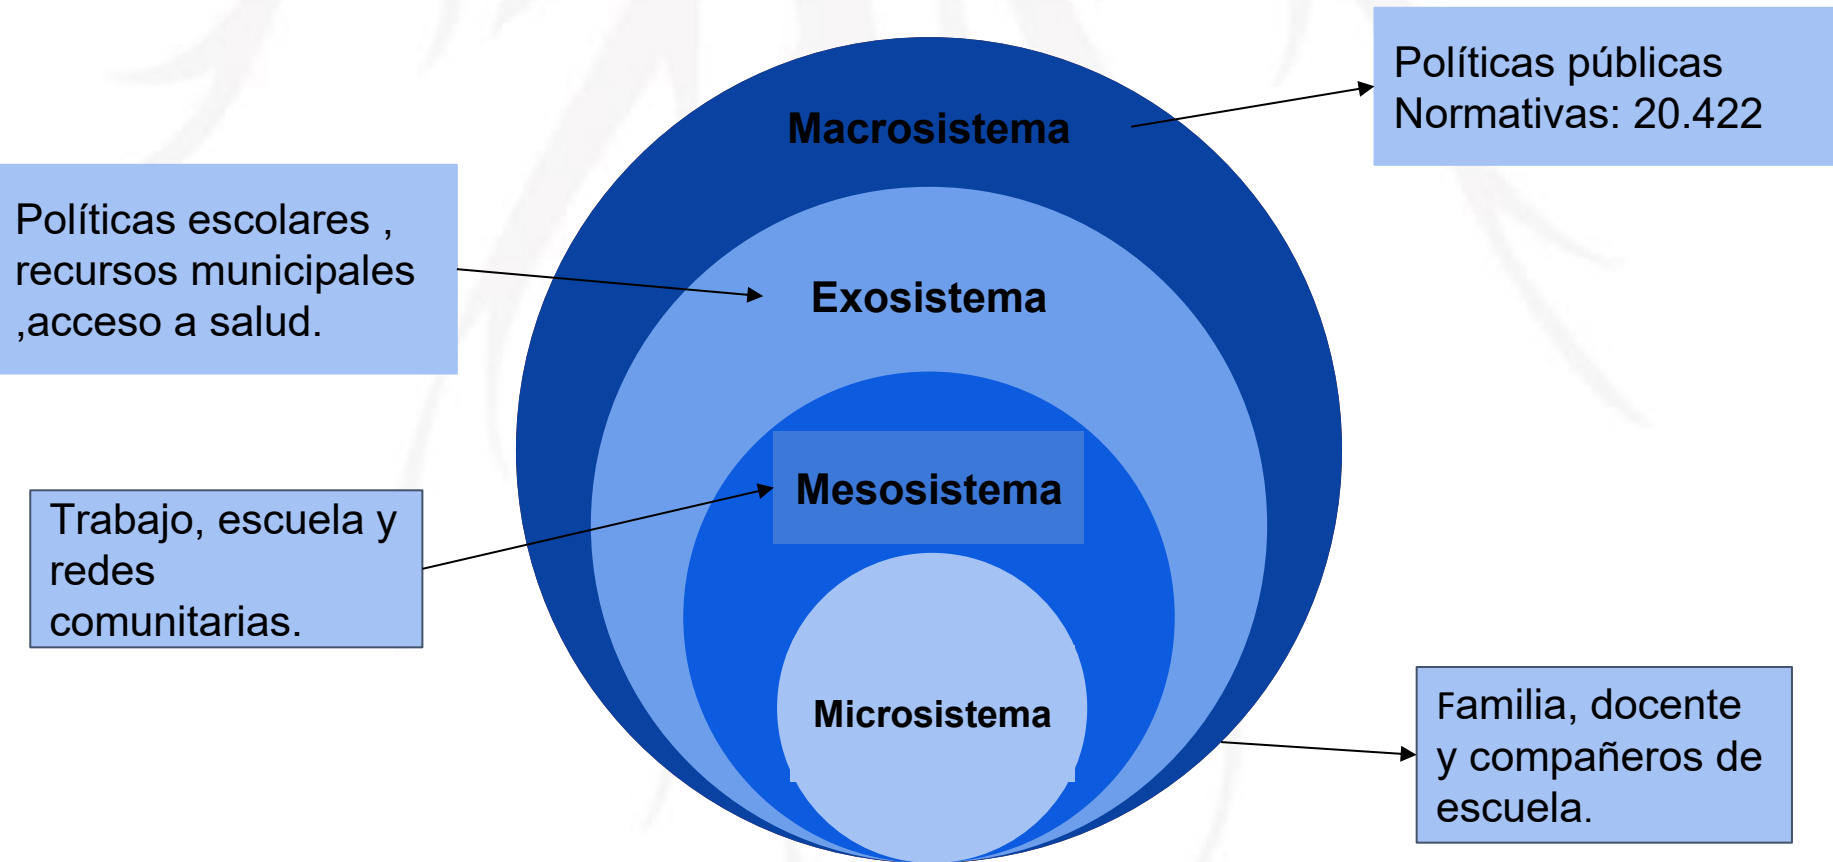 Políticas públicas
Normativas: 20.422
Macrosistema
Políticas escolares ,
recursos municipales
,acceso a salud.
Exosistema
Mesosistema
Trabajo, escuela y
redes
comunitarias.
Microsistema
Familia, docente
y compañeros de
escuela.